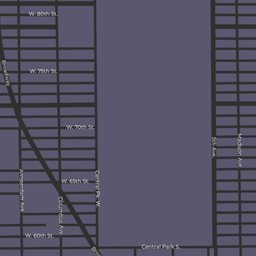 W. 80th St.
Broadway
W. 75th St.
W. 70th St.
5th Ave
Madison Ave
Amsterdam Ave
Central Pk. W.
W. 65th St.
Columbus Ave
W. 60th St.
Central Park S.